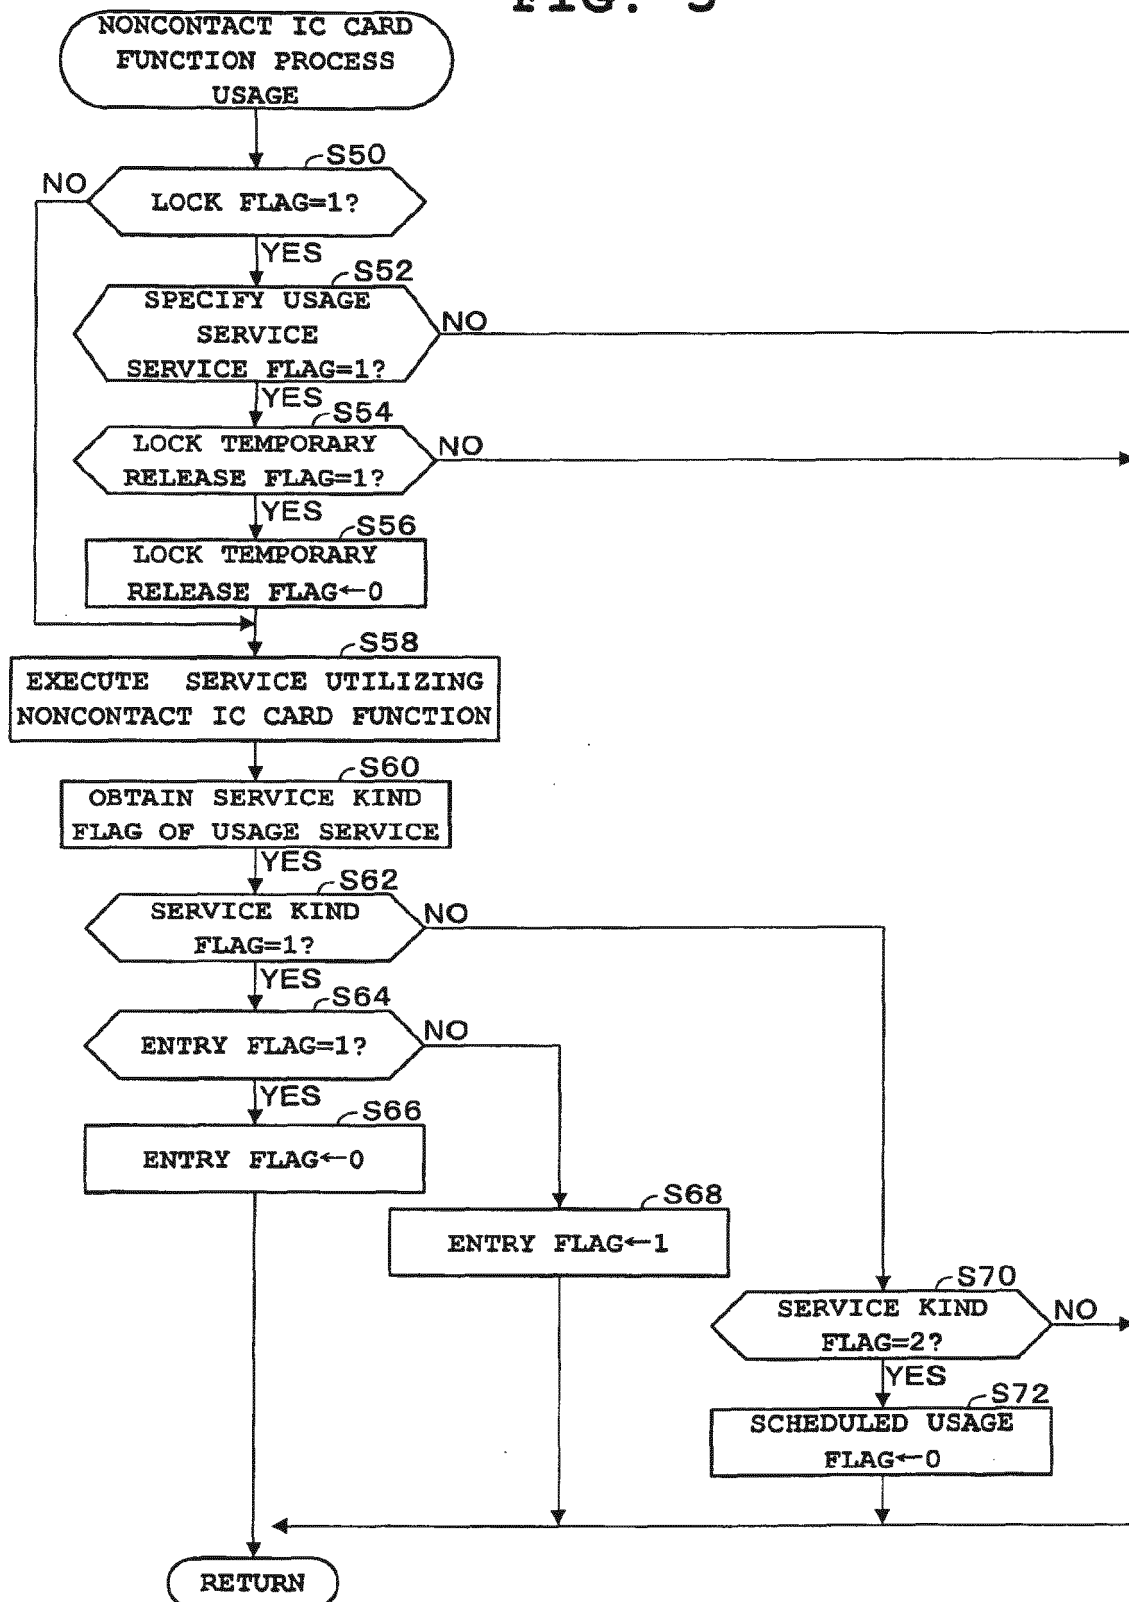 NONCONTACT IC CARD
FUNCTION PROCESS
USAGE
S50
NO
LOCK FLAG=1?
YES
S52
SPECIFY USAGE
SERVICE
SERVICE FLAG=1?
NO
YES
S54
LOCK TEMPORARY
RELEASE FLAG=1?
NO
YES
S56
LOCK TEMPORARY
RELEASE FLAG←0
S58
EXECUTE SERVICE UTILIZING
NONCONTACT IC CARD FUNCTION
S60
OBTAIN SERVICE KIND
FLAG OF USAGE SERVICE
YES
S62
SERVICE KIND
FLAG=1?
NO
YES
S64
ENTRY FLAG=1?
NO
YES
S66
ENTRY FLAG←0
S68
ENTRY FLAG←1
S70
SERVICE KIND
FLAG=2?
NO
YES
S72
SCHEDULED USAGE
FLAG←0
RETURN